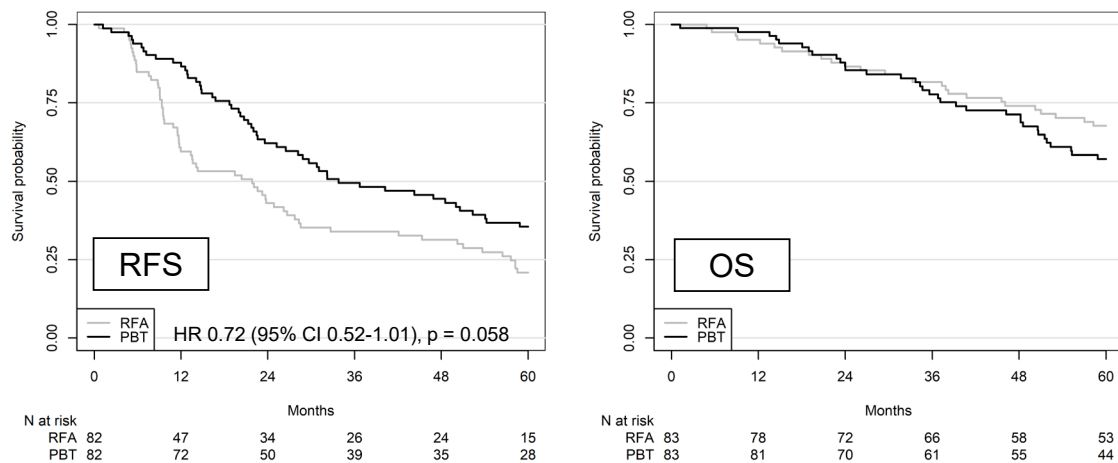 1.00
0.75
0.50
0.25
0.00
Survival probability
RFS
RFA
PBT
HR 0.72 (95% CI 0.52-1.01), p = 0.058
0 12 24 36 48 60
Months
N at risk
RFA 82 47 34 26 24 15
PBT 82 72 50 39 35 28
1.00
0.75
0.50
0.25
0.00
Survival probability
OS
RFA
PBT
0 12 24 36 48 60
Months
N at risk
RFA 83 78 72 66 58 53
PBT 83 81 70 61 55 44